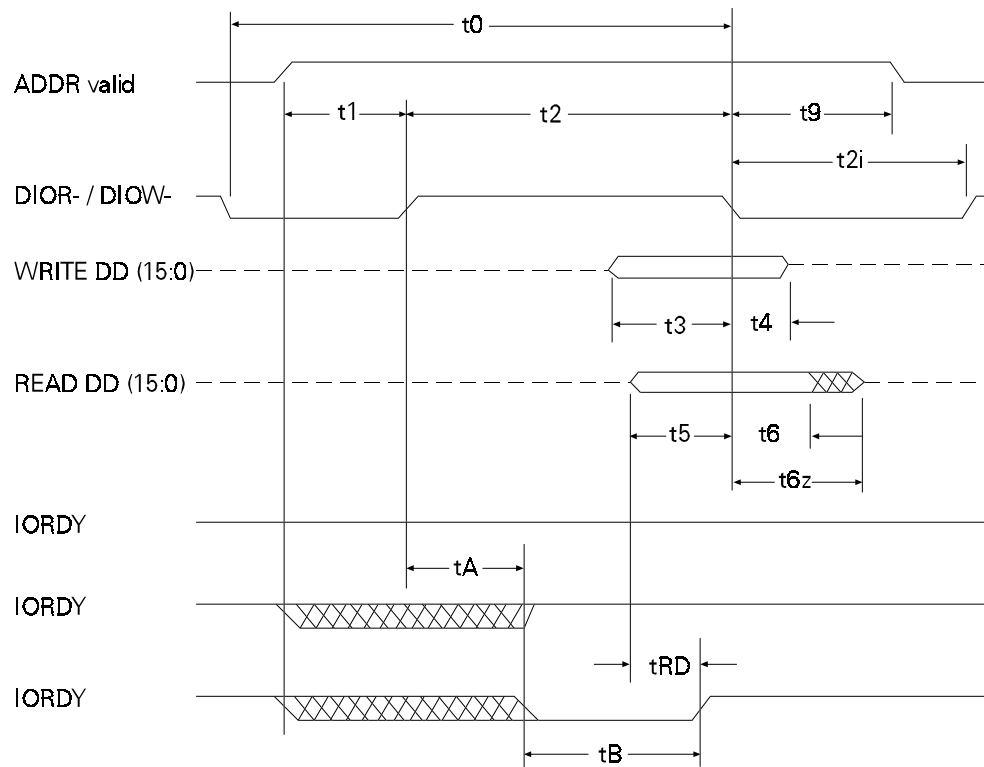 t0
ADDR valid
t1
t2
t9
t2i
DIOR- / DIOW-
WRITE DD (15:0)
t3
t4
READ DD (15:0)
t5
t6
t6z
IORDY
tA
IORDY
tRD
IORDY
tB